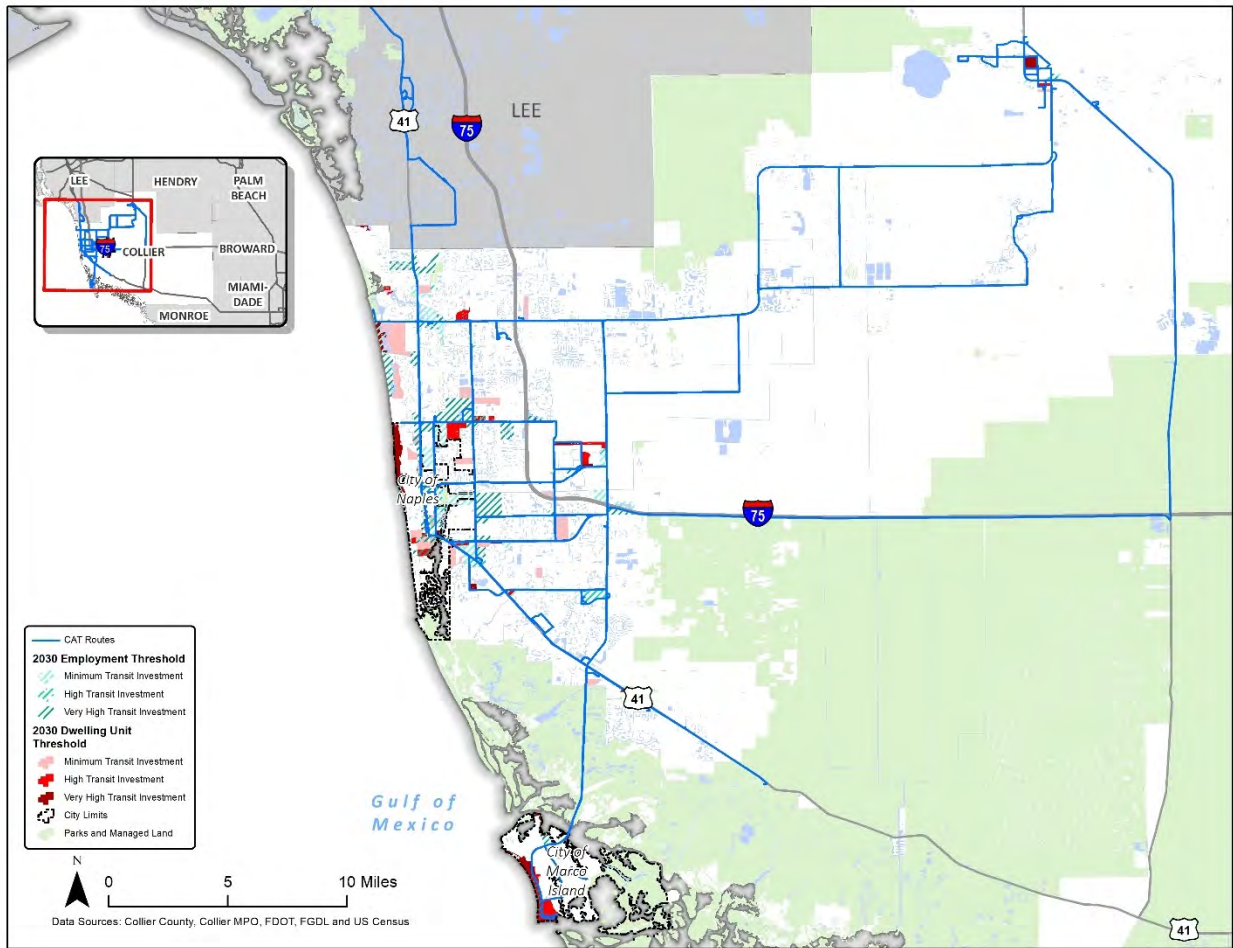 41
75
LEE
LEE
HENDRY
PALM
BEACH
75
COLLIER
BROWARD
MIAMI-
DADE
MONROE
City of
Naples
75
41
CAT Routes
2030 Employment Threshold
Minimum Transit Investment
High Transit Investment
Very High Transit Investment
2030 Dwelling Unit
Threshold
Minimum Transit Investment
High Transit Investment
Very High Transit Investment
City Limits
Parks and Managed Land
Gulf of
Mexico
City of
Marco
Island
N
0 5 10 Miles
Data Sources: Collier County, Collier MPO, FDOT, FGDL and US Census
41